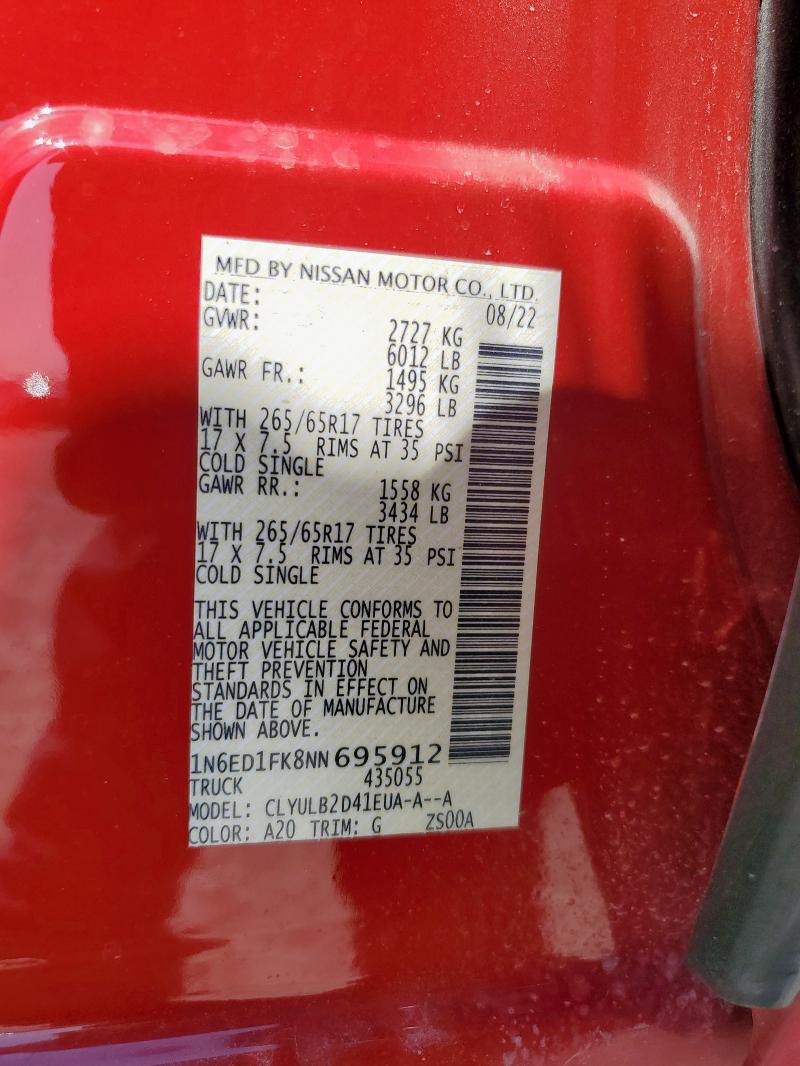 MFD BY NISSAN MOTOR CO., LTD.
DATE: 08/22
GVWR: 2727 KG
6012 LB
GAWR FR.: 1495 KG
3296 LB
WITH 265/65R17 TIRES
17 X 7.5 RIMS AT 35 PSI
COLD SINGLE
GAWR RR.: 1558 KG
3434 LB
WITH 265/65R17 TIRES
17 X 7.5 RIMS AT 35 PSI
COLD SINGLE
THIS VEHICLE CONFORMS TO
ALL APPLICABLE FEDERAL
MOTOR VEHICLE SAFETY AND
THEFT PREVENTION
STANDARDS IN EFFECT ON
THE DATE OF MANUFACTURE
SHOWN ABOVE.
1N6ED1FK8NN695912
TRUCK 435055
MODEL: CLYULB2D41EUA-A--A
COLOR: A20 TRIM: G ZS00A